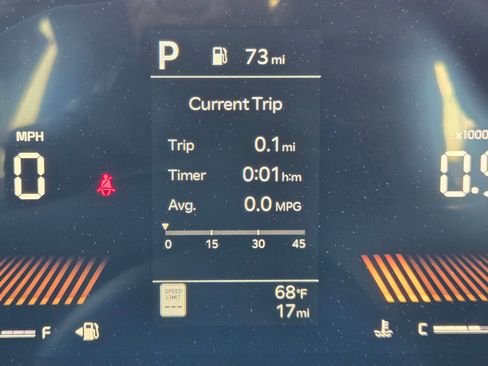 P 73 mi
Current Trip
MPH
x1000
Trip 0.1 mi
0
0.
Timer 0:01 h:m
Avg. 0.0 MPG
0 15 30 45
SPEED LIMIT ---
68°F
17 mi
F
C